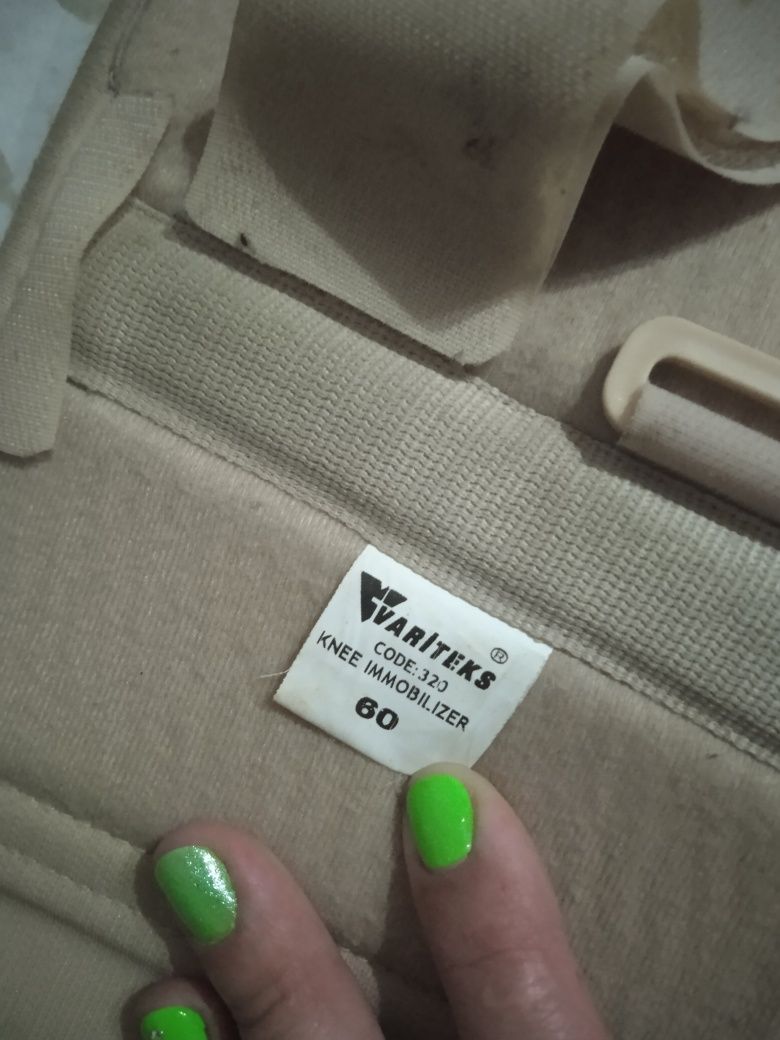 VARITEKS ®
CODE:320
KNEE IMMOBILIZER
60